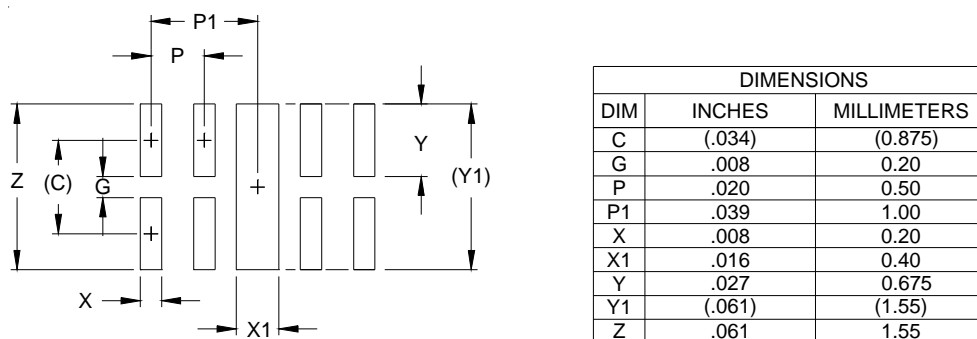 P1
P
Z
(C)
G
Y
(Y1)
X
X1
DIMENSIONS
DIM INCHES MILLIMETERS
C (.034) (0.875)
G .008 0.20
P .020 0.50
P1 .039 1.00
X .008 0.20
X1 .016 0.40
Y .027 0.675
Y1 (.061) (1.55)
Z .061 1.55